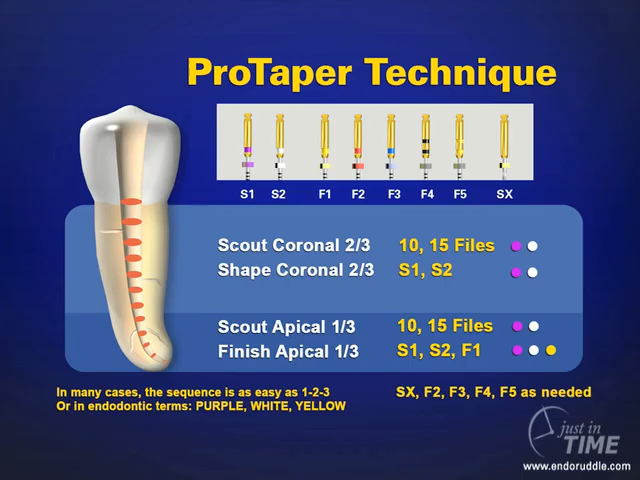 ProTaper Technique
S1 S2 F1 F2 F3 F4 F5 SX
Scout Coronal 2/3 10, 15 Files
Shape Coronal 2/3 S1, S2
Scout Apical 1/3 10, 15 Files
Finish Apical 1/3 S1, S2, F1
In many cases, the sequence is as easy as 1-2-3
Or in endodontic terms: PURPLE, WHITE, YELLOW
SX, F2, F3, F4, F5 as needed
just in
TIME
www.endoruddle.com